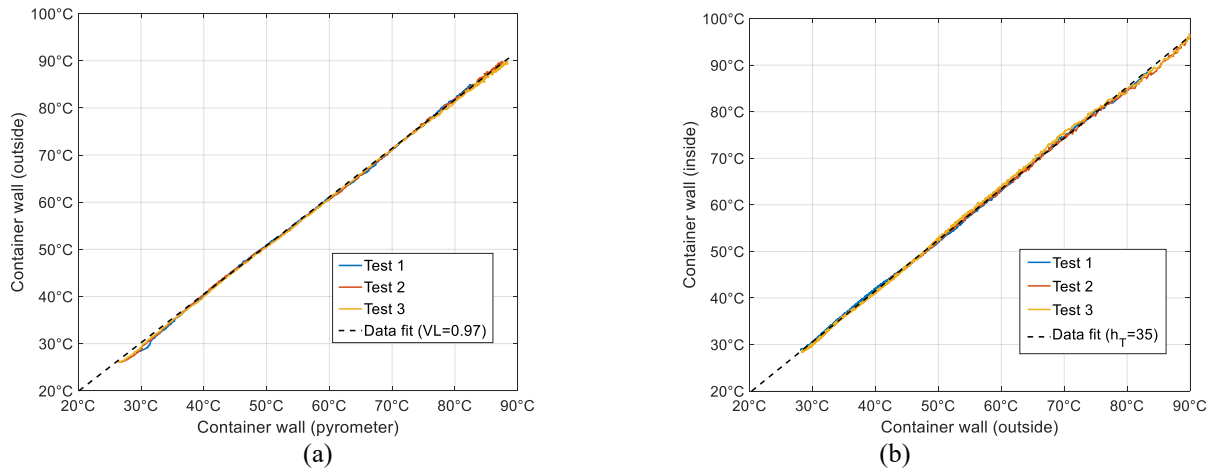 100°C
90°C
80°C
70°C
60°C
50°C
40°C
30°C
20°C
20°C 30°C 40°C 50°C 60°C 70°C 80°C 90°C
Container wall (outside)
Container wall (pyrometer)
Test 1
Test 2
Test 3
Data fit (VL=0.97)
(a)
100°C
90°C
80°C
70°C
60°C
50°C
40°C
30°C
20°C
20°C 30°C 40°C 50°C 60°C 70°C 80°C 90°C
Container wall (inside)
Container wall (outside)
Test 1
Test 2
Test 3
Data fit (h_T=35)
(b)